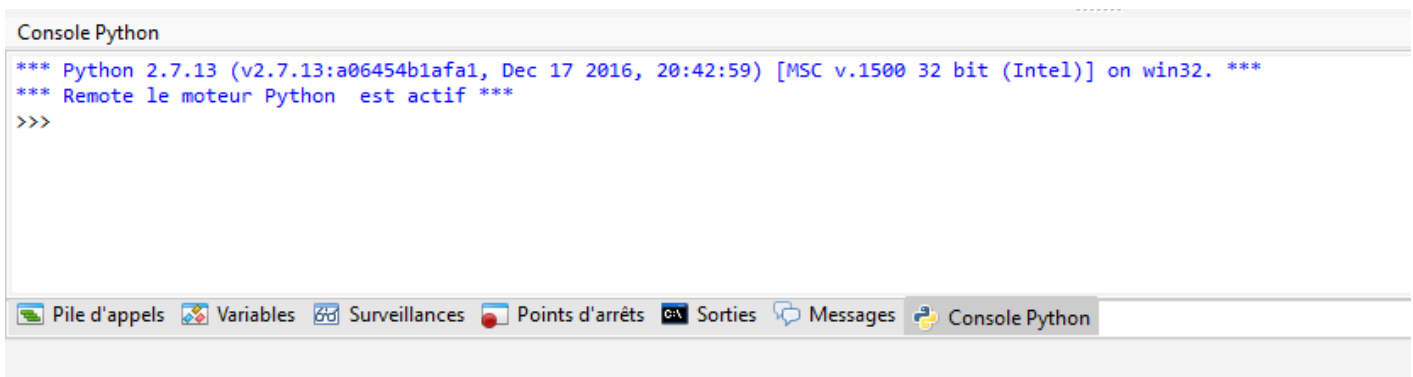 Console Python
*** Python 2.7.13 (v2.7.13:a06454b1afa1, Dec 17 2016, 20:42:59) [MSC v.1500 32 bit (Intel)] on win32. ***
*** Remote le moteur Python  est actif ***
>>>
Pile d'appels Variables Surveillances Points d'arrêts Sorties Messages Console Python